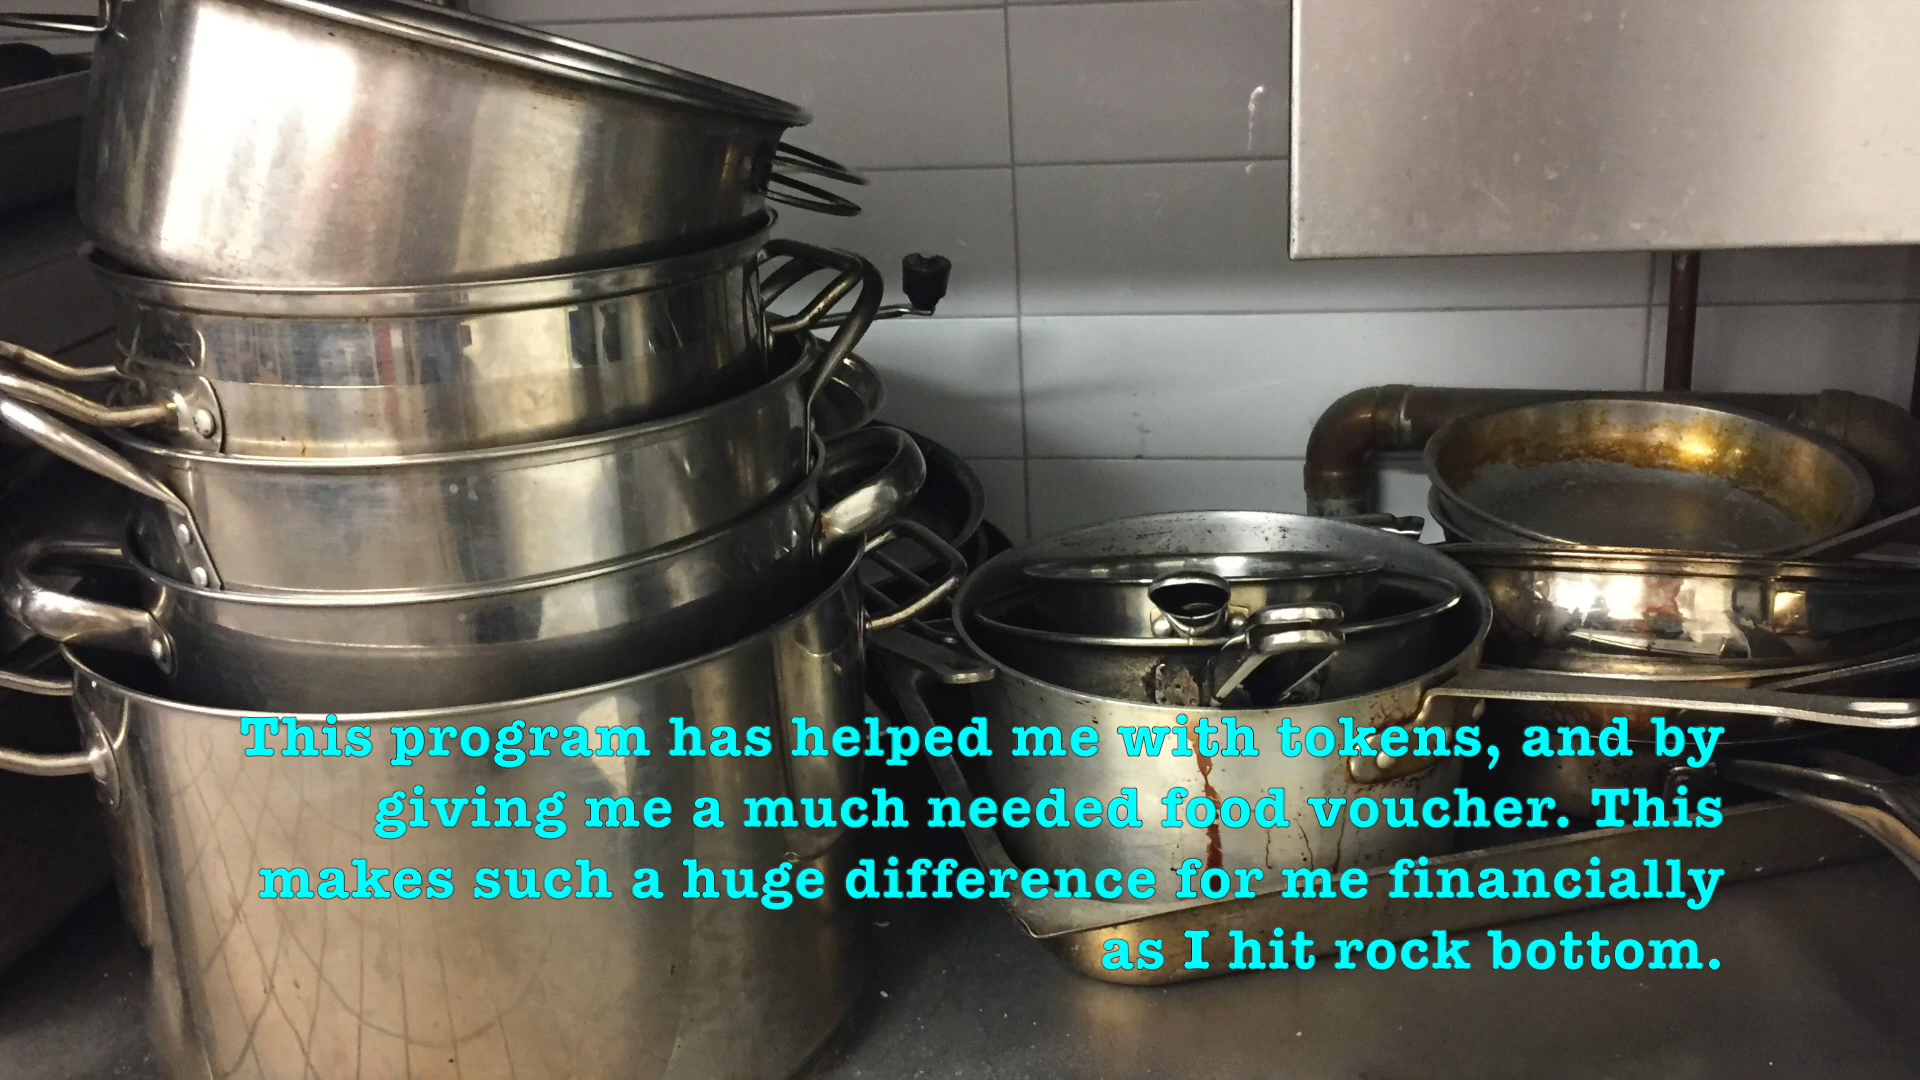 This program has helped me with tokens, and by
giving me a much needed food voucher. This
makes such a huge difference for me financially
as I hit rock bottom.